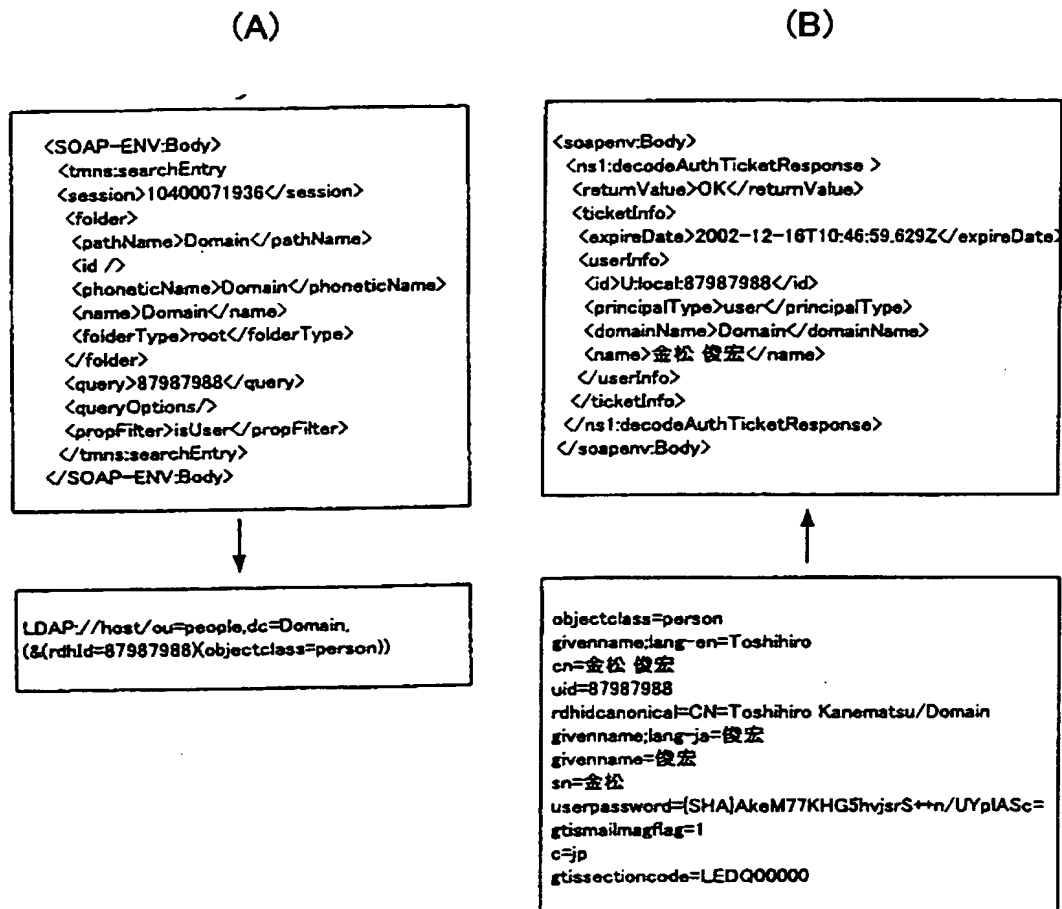 (A)
<SOAP-ENV:Body>
<tmns:searchEntry
<session>10400071936</session>
<folder>
<pathName>Domain</pathName>
<id />
<phoneticName>Domain</phoneticName>
<name>Domain</name>
<folderType>root</folderType>
</folder>
<query>87987988</query>
<queryOptions/>
<propFilter>isUser</propFilter>
</tmns:searchEntry>
</SOAP-ENV:Body>
LDAP://host/ou=people,dc=Domain,
(&(rdhId=87987988)(objectclass=person))
(B)
<soapenv:Body>
<ns1:decodeAuthTicketResponse >
<returnValue>OK</returnValue>
<ticketInfo>
<expireDate>2002-12-16T10:46:59.629Z</expireDate>
<userInfo>
<id>U:local:87987988</id>
<principalType>user</principalType>
<domainName>Domain</domainName>
<name>金松 俊宏</name>
</userInfo>
</ticketInfo>
</ns1:decodeAuthTicketResponse>
</soapenv:Body>
objectclass=person
givenname;lang-en=Toshihiro
cn=金松 俊宏
uid=87987988
rdhidcanonical=CN=Toshihiro Kanematsu/Domain
givenname;lang-ja=俊宏
givenname=俊宏
sn=金松
userpassword={SHA}AkeM77KHG5hvjsrS++n/UYplASc=
gtismailmagflag=1
c=jp
gtissectioncode=LEDQ00000